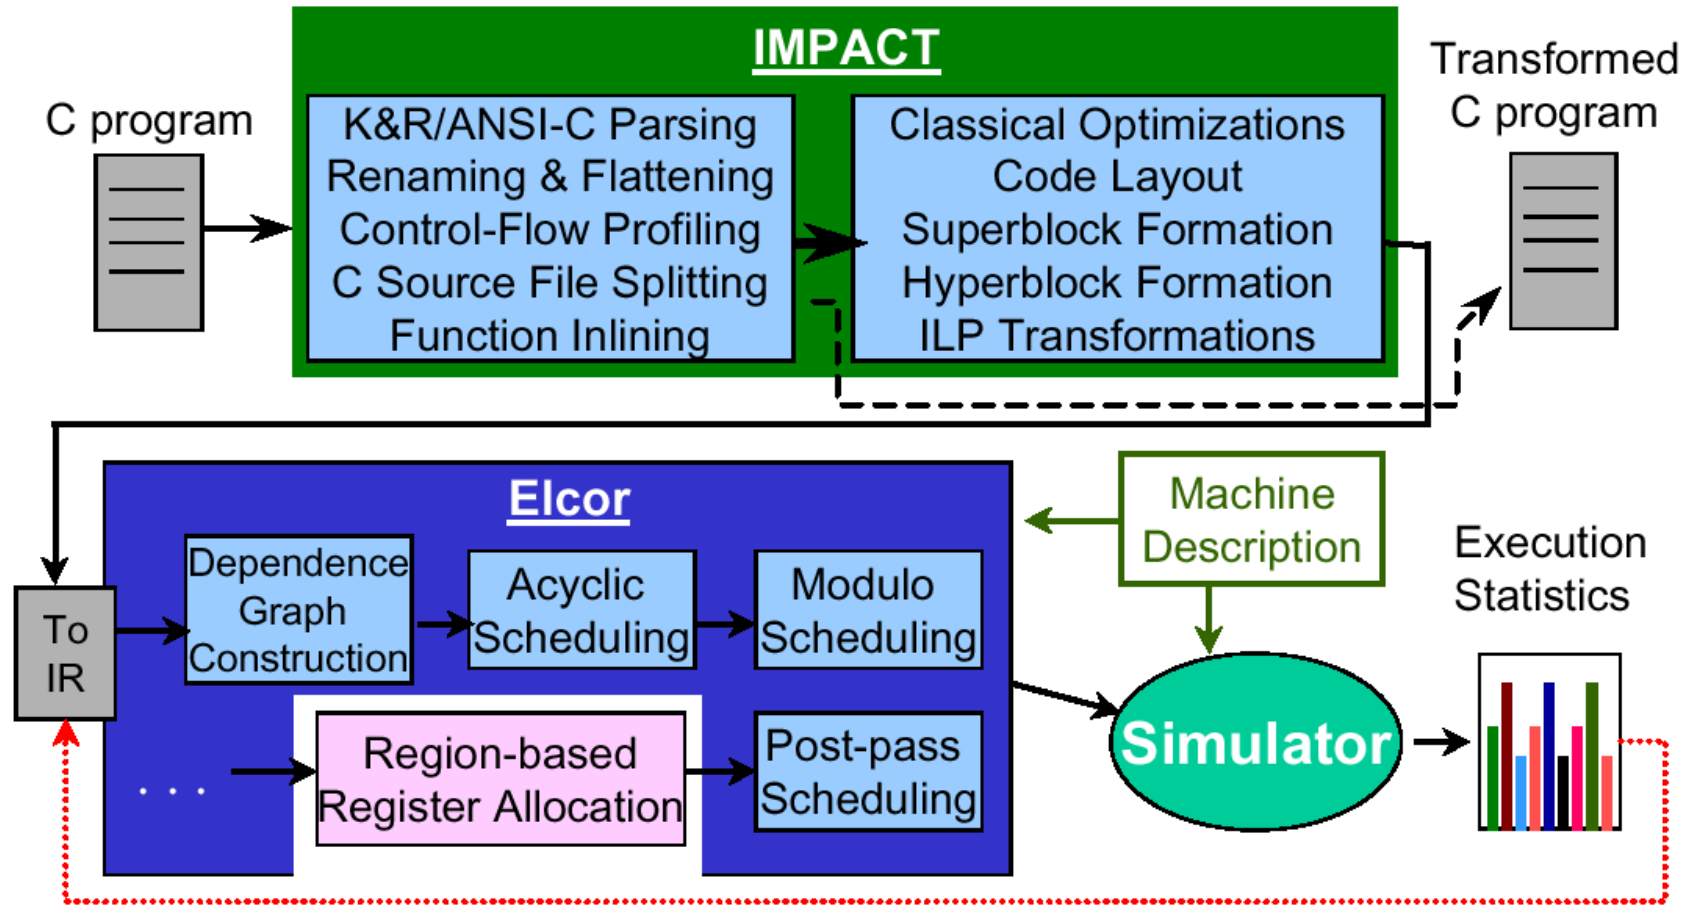 IMPACT
C program
K&R/ANSI-C Parsing
Renaming & Flattening
Control-Flow Profiling
C Source File Splitting
Function Inlining
Classical Optimizations
Code Layout
Superblock Formation
Hyperblock Formation
ILP Transformations
Transformed
C program
Elcor
To
IR
Dependence
Graph
Construction
Acyclic
Scheduling
Modulo
Scheduling
. . .
Region-based
Register Allocation
Post-pass
Scheduling
Machine
Description
Simulator
Execution
Statistics